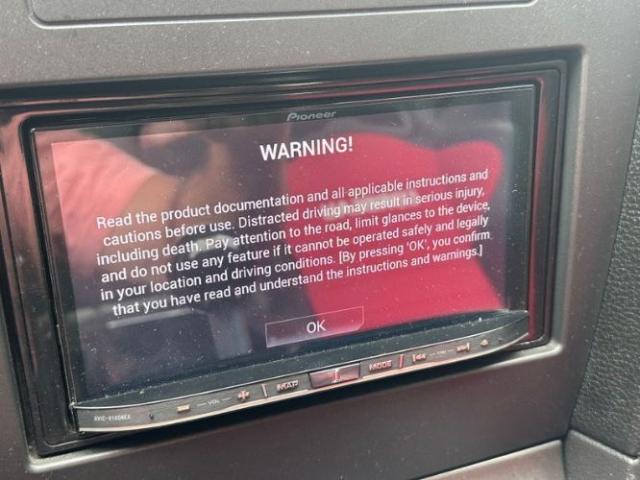 Pioneer
WARNING!
Read the product documentation and all applicable instructions and
cautions before use. Distracted driving may result in serious injury,
including death. Pay attention to the road, limit glances to the device,
and do not use any feature if it cannot be operated safely and legally
in your location and driving conditions. [By pressing 'OK', you confirm
that you have read and understand the instructions and warnings.]
OK
VOL
MAP
MODE